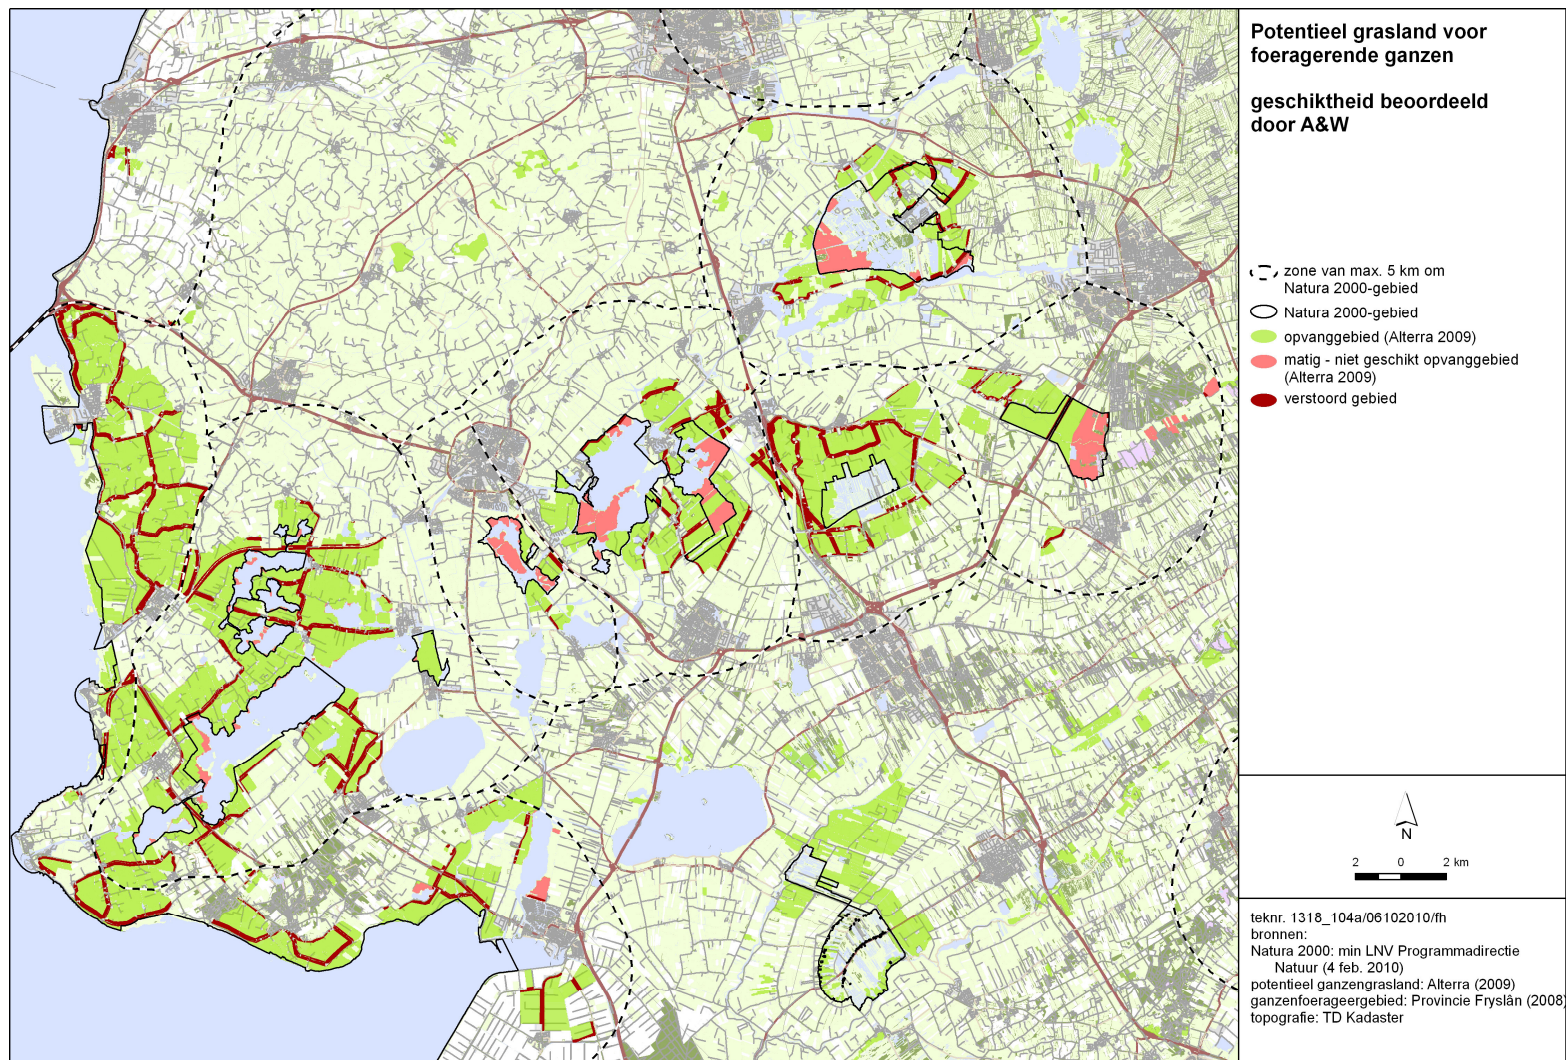 Potentieel grasland voor
foeragerende ganzen
geschiktheid beoordeeld
door A&W
zone van max. 5 km om
Natura 2000-gebied
Natura 2000-gebied
opvanggebied (Alterra 2009)
matig - niet geschikt opvanggebied
(Alterra 2009)
verstoord gebied
N
2 0 2 km
teknr. 1318_104a/06102010/fh
bronnen:
Natura 2000: min LNV Programmadirectie
Natuur (4 feb. 2010)
potentieel ganzengrasland: Alterra (2009)
ganzenfoerageergebied: Provincie Fryslân (2008)
topografie: TD Kadaster